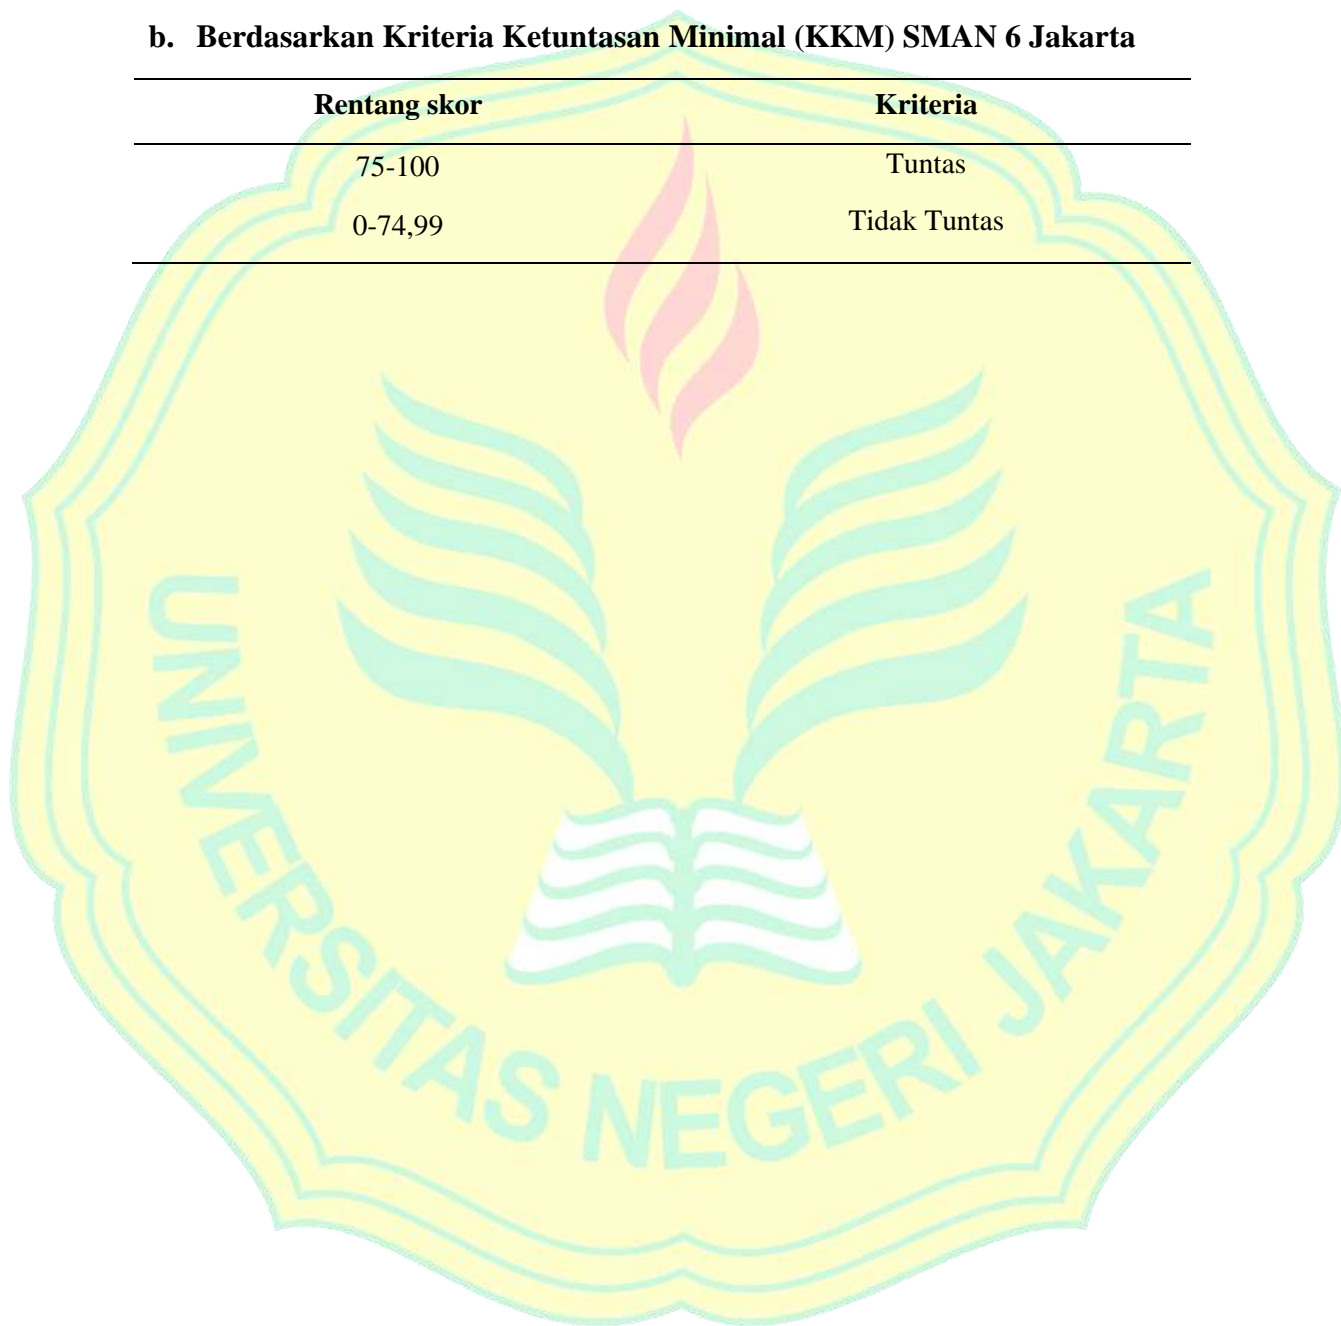 b. Berdasarkan Kriteria Ketuntasan Minimal (KKM) SMAN 6 Jakarta
Rentang skor Kriteria
75-100 Tuntas
0-74,99 Tidak Tuntas
UNIVERSITAS NEGERI JAKARTA